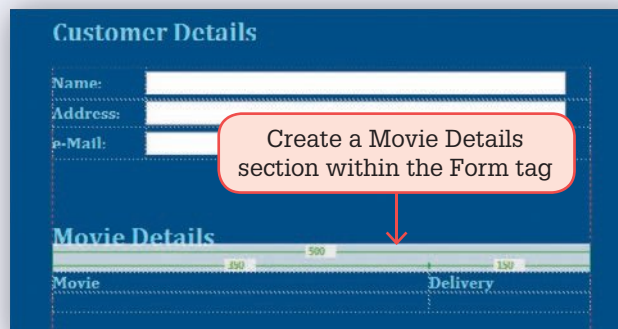 Customer Details
Name:
Address:
e-Mail:
Create a Movie Details
section within the Form tag
Movie Details
500
350
150
Movie
Delivery